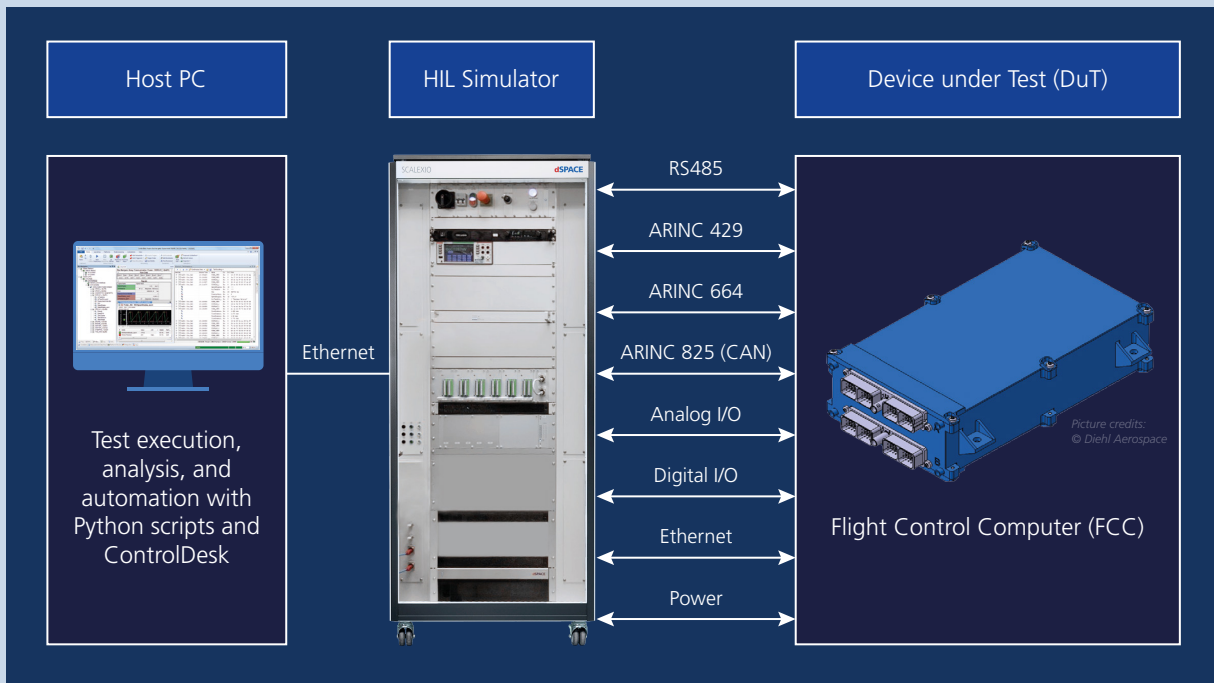 Host PC
HIL Simulator
Device under Test (DuT)
Test execution,
analysis, and
automation with
Python scripts and
ControlDesk
Ethernet
SCALEXIO
dSPACE
RS485
ARINC 429
ARINC 664
ARINC 825 (CAN)
Analog I/O
Digital I/O
Ethernet
Power
Picture credits:
© Diehl Aerospace
Flight Control Computer (FCC)